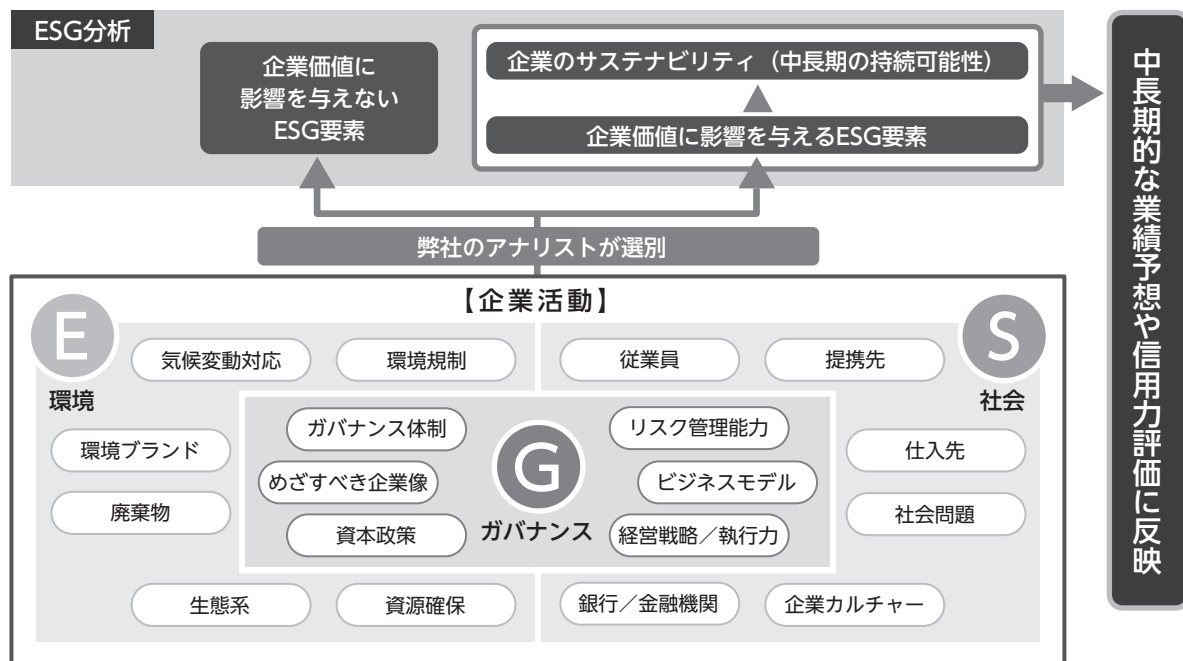 ESG分析
企業価値に
影響を与えない
ESG要素
企業のサステナビリティ（中長期の持続可能性）
企業価値に影響を与えるESG要素
中長期的な業績予想や信用力評価に反映
弊社のアナリストが選別
【企業活動】
E
環境
S
社会
気候変動対応
環境規制
従業員
提携先
環境ブランド
廃棄物
ガバナンス体制
めざすべき企業像
資本政策
G
ガバナンス
リスク管理能力
ビジネスモデル
経営戦略／執行力
仕入先
社会問題
生態系
資源確保
銀行／金融機関
企業カルチャー